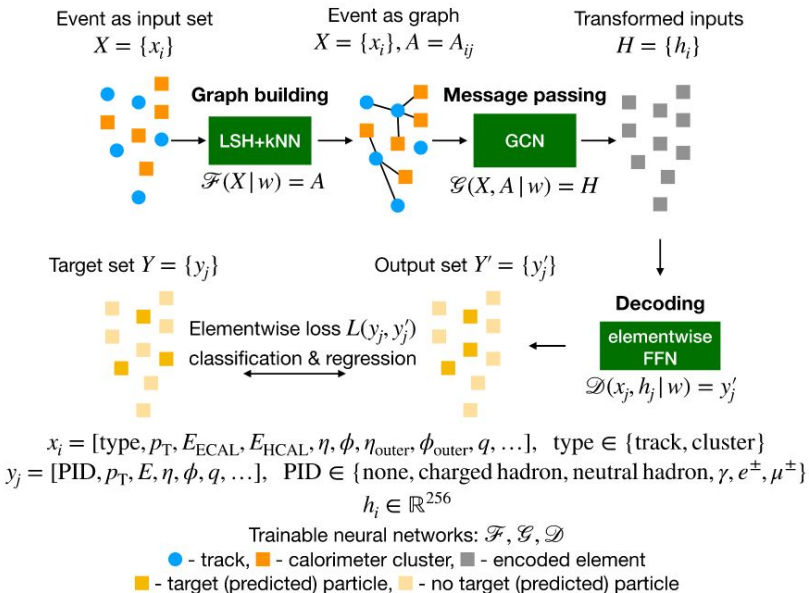 Event as input set
X = {x_i}
Event as graph
X = {x_i}, A = A_ij
Transformed inputs
H = {h_i}
Graph building
LSH+kNN
ℱ(X|w) = A
Message passing
GCN
𝒢(X, A|w) = H
Target set Y = {y_j}
Output set Y′ = {y′_j}
Decoding
elementwise
FFN
𝒟(x_j, h_j|w) = y′_j
Elementwise loss L(y_j, y′_j)
classification & regression
x_i = [type, p_T, E_ECAL, E_HCAL, η, ϕ, η_outer, ϕ_outer, q, …], type ∈ {track, cluster}
y_j = [PID, p_T, E, η, ϕ, q, …], PID ∈ {none, charged hadron, neutral hadron, γ, e^±, μ^±}
h_i ∈ ℝ^256
Trainable neural networks: ℱ, 𝒢, 𝒟
- track, - calorimeter cluster, - encoded element
- target (predicted) particle, - no target (predicted) particle